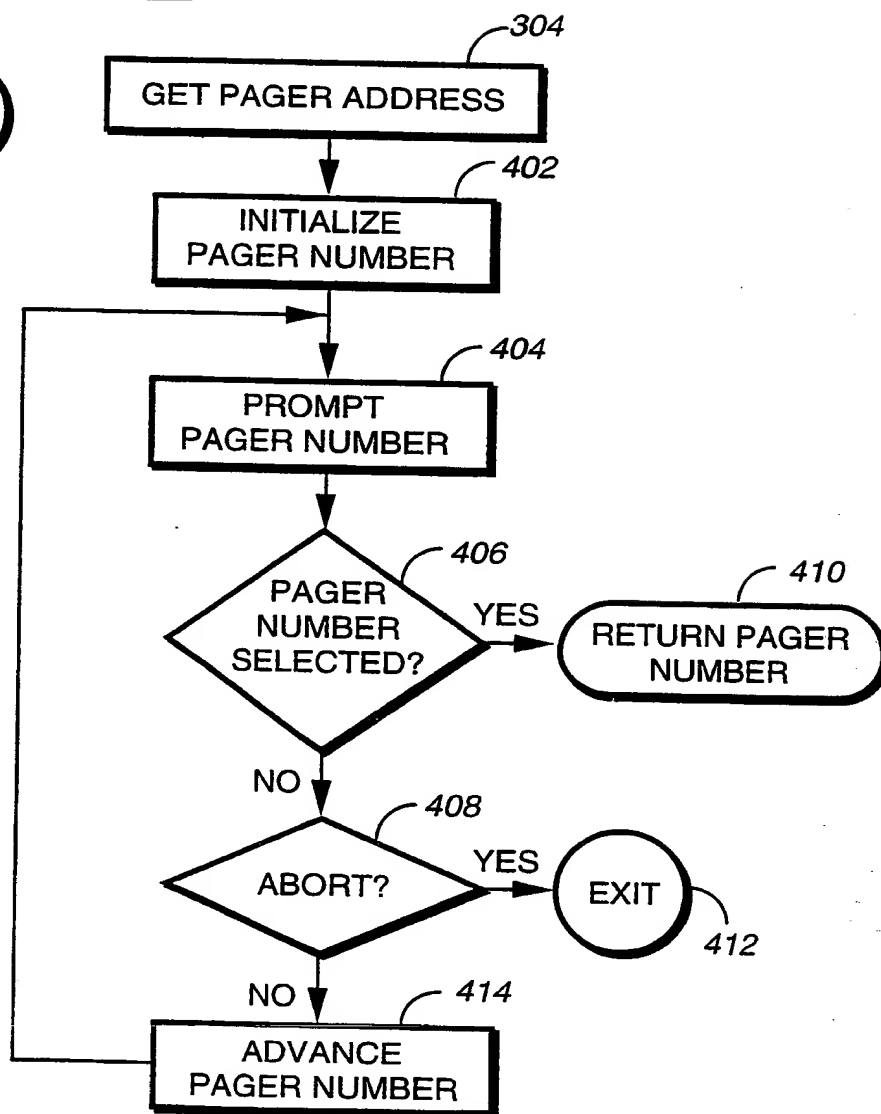 304
GET PAGER ADDRESS
402
INITIALIZE
PAGER NUMBER
404
PROMPT
PAGER NUMBER
406
PAGER
NUMBER
SELECTED?
YES
410
RETURN PAGER
NUMBER
NO
408
ABORT?
YES
EXIT
412
NO
414
ADVANCE
PAGER NUMBER